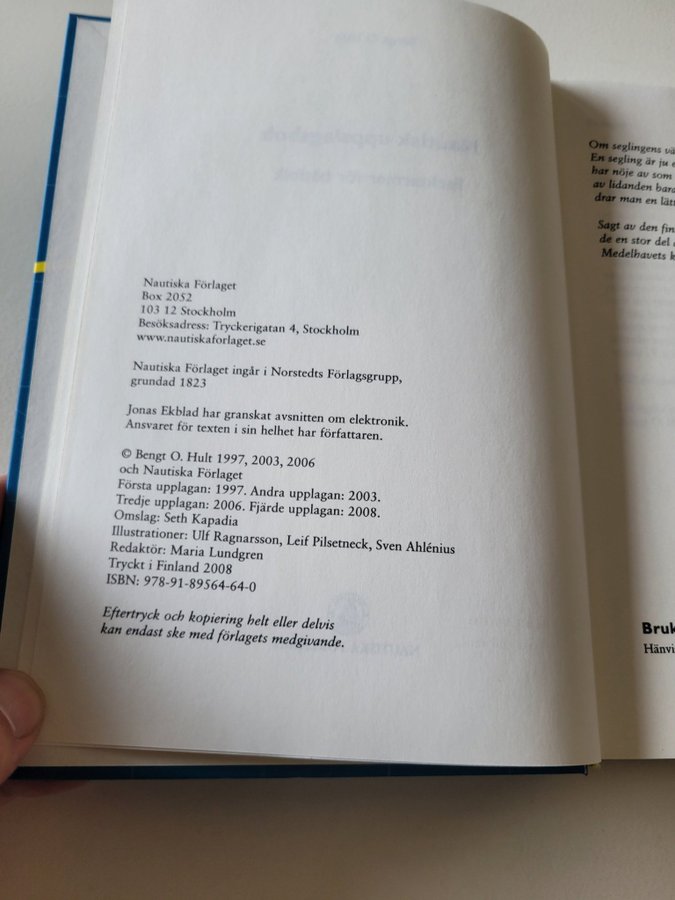 Nautiska Förlaget
Box 2052
103 12 Stockholm
Besöksadress: Tryckerigatan 4, Stockholm
www.nautiskaforlaget.se
Nautiska Förlaget ingår i Norstedts Förlagsgrupp,
grundad 1823
Jonas Ekblad har granskat avsnitten om elektronik.
Ansvaret för texten i sin helhet har författaren.
© Bengt O. Hult 1997, 2003, 2006
och Nautiska Förlaget
Första upplagan: 1997. Andra upplagan: 2003.
Tredje upplagan: 2006. Fjärde upplagan: 2008.
Omslag: Seth Kapadia
Illustrationer: Ulf Ragnarsson, Leif Pilsetneck, Sven Ahlénius
Redaktör: Maria Lundgren
Tryckt i Finland 2008
ISBN: 978-91-89564-64-0
Eftertryck och kopiering helt eller delvis
kan endast ske med förlagets medgivande.
Om seglingens vä
En segling är ju e
har nöje av som
av lidanden bara
drar man en lätt
Sagt av den fin
de en stor del
Medelhavets k
Bruk
Hänvi